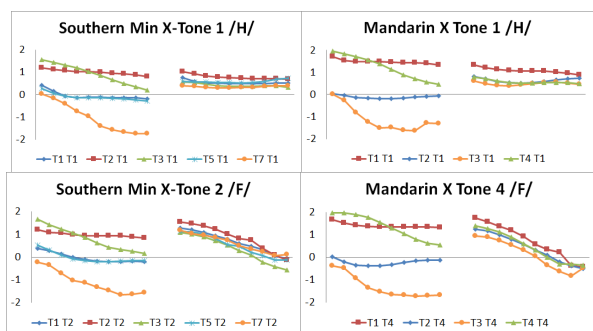 Southern Min X-Tone 1 /H/
2
1
0
-1
-2
T1 T1
T2 T1
T3 T1
T5 T1
T7 T1
Mandarin X Tone 1 /H/
2
1
0
-1
-2
T1 T1
T2 T1
T3 T1
T4 T1
Southern Min X-Tone 2 /F/
2
1
0
-1
-2
T1 T2
T2 T2
T3 T2
T5 T2
T7 T2
Mandarin X Tone 4 /F/
2
1
0
-1
-2
T1 T4
T2 T4
T3 T4
T4 T4